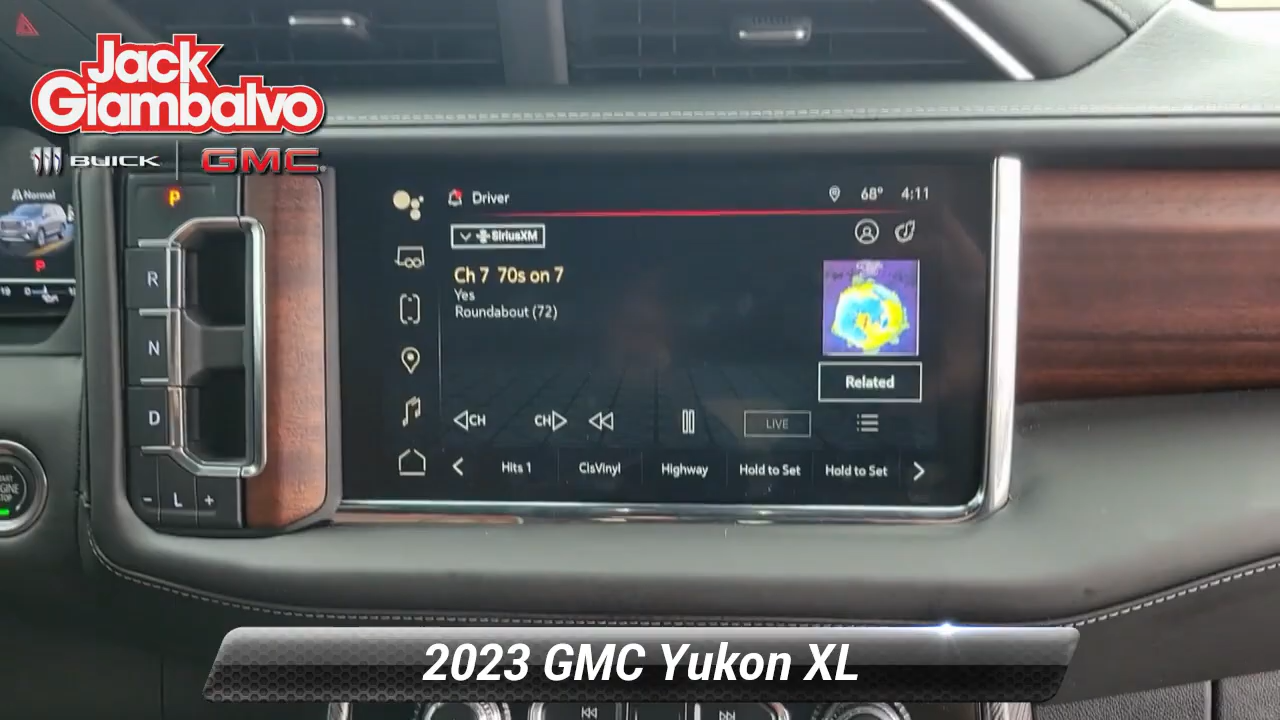 Jack
Giambalvo
BUICK GMC
Normal
P
P
R
N
D
- L +
Driver
68° 4:11
SiriusXM
Ch 7 70s on 7
Yes
Roundabout (72)
Related
CH CH LIVE
Hits 1 ClsVinyl Highway Hold to Set Hold to Set
2023 GMC Yukon XL